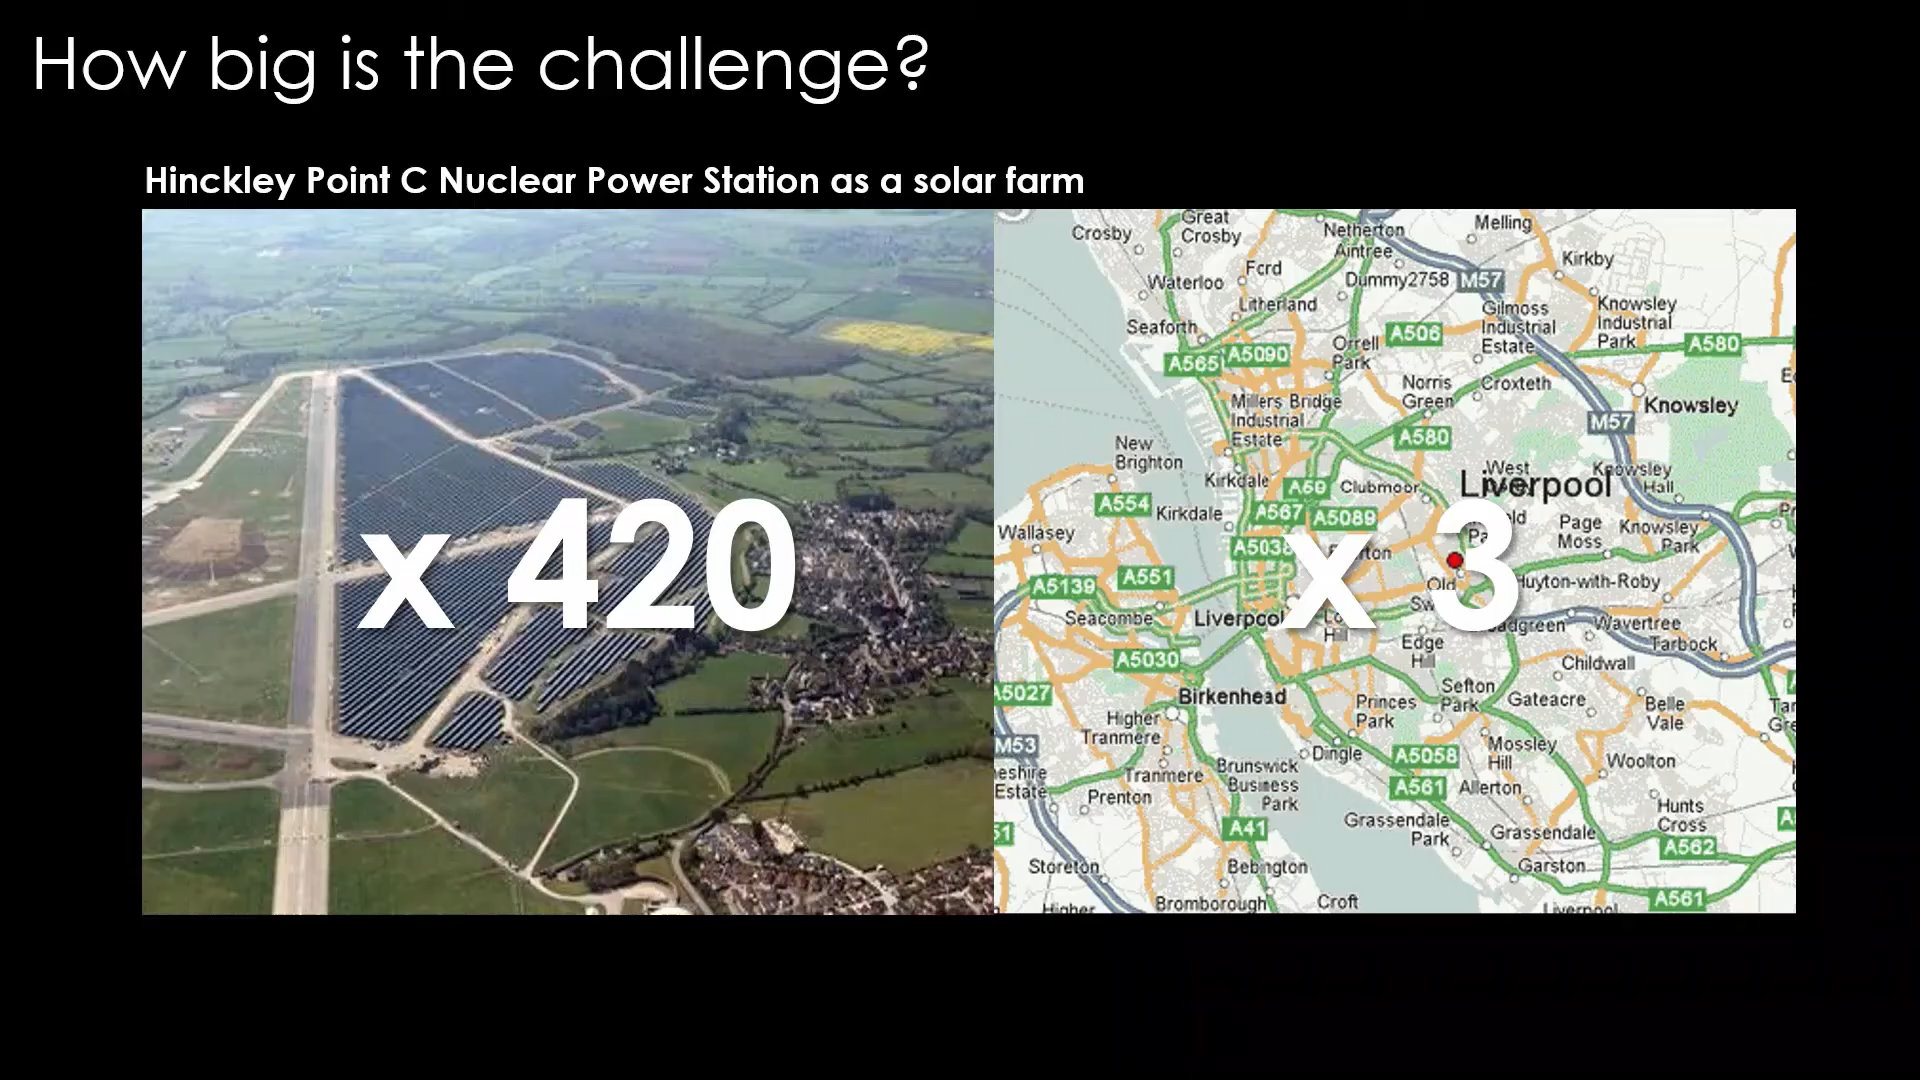 How big is the challenge?
Hinckley Point C Nuclear Power Station as a solar farm
x 420
x 3
Great
Crosby
Crosby
Netherton
Melling
Aintree
Kirkby
Waterloo
Ford
Dummy2758
M57
Litherland
Knowsley
Industrial
Park
Gilmoss
Industrial
Estate
Seaforth
A506
A580
Orrell
Park
A565
A5090
Norris
Green
Croxteth
Millers Bridge
Industrial
Estate
Knowsley
M57
A580
New
Brighton
West
Knowsley
Hall
Kirkdale
A59
Clubmoor
Liverpool
A554
Kirkdale
A567
A5089
Page
Moss
Knowsley
Park
Wallasey
A5038
A5139
A551
Old
Huyton-with-Roby
Seacombe
Liverpool
Hill
Wavertree
Tarbock
Edge
Hill
A5030
Childwall
A5027
Birkenhead
Sefton
Park
Gateacre
Princes
Park
Belle
Vale
Higher
Tranmere
M53
Mossley
Hill
Dingle
A5058
Woolton
Tranmere
Brunswick
Business
Park
Estate
A561
Allerton
Prenton
Hunts
Cross
Grassendale
Park
A41
Grassendale
A562
Storeton
Bebington
Garston
A561
Bromborough
Croft
Higher
Liverpool